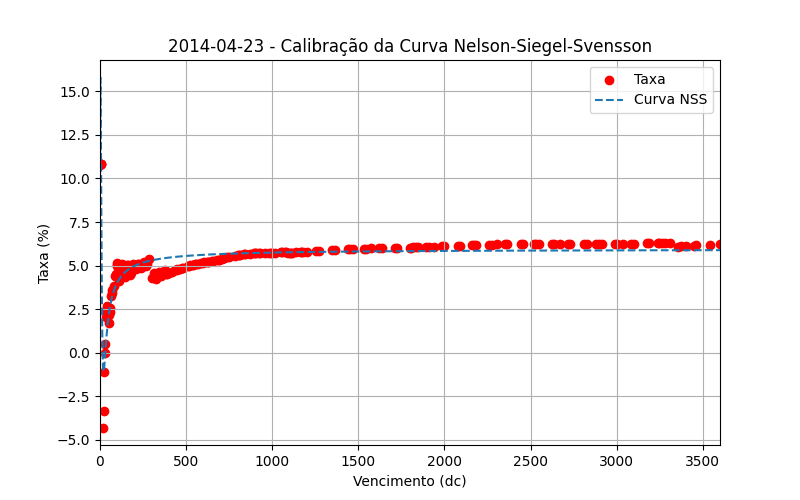 2014-04-23 - Calibração da Curva Nelson-Siegel-Svensson
Taxa
Curva NSS
Taxa (%)
15.0
12.5
10.0
7.5
5.0
2.5
0.0
−2.5
−5.0
0 500 1000 1500 2000 2500 3000 3500
Vencimento (dc)